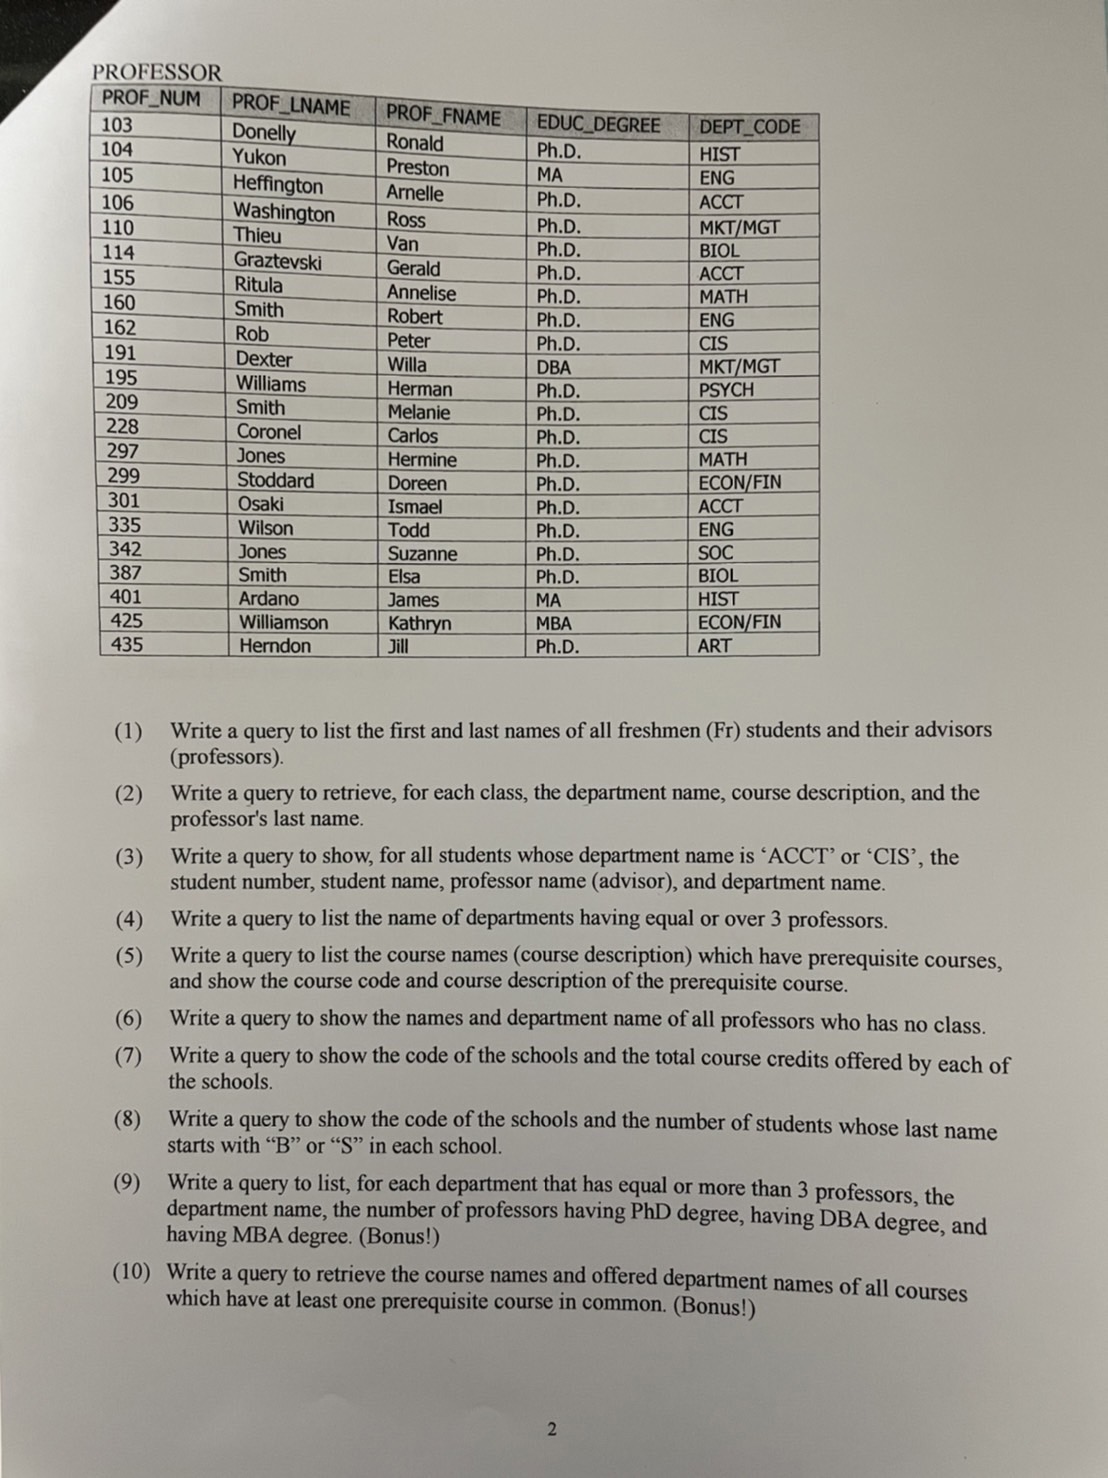 PROFESSOR
PROF_NUM PROF_LNAME PROF_FNAME EDUC_DEGREE DEPT_CODE
103 Donelly Ronald Ph.D. HIST
104 Yukon Preston MA ENG
105 Heffington Arnelle Ph.D. ACCT
106 Washington Ross Ph.D. MKT/MGT
110 Thieu Van Ph.D. BIOL
114 Graztevski Gerald Ph.D. ACCT
155 Ritula Annelise Ph.D. MATH
160 Smith Robert Ph.D. ENG
162 Rob Peter Ph.D. CIS
191 Dexter Willa DBA MKT/MGT
195 Williams Herman Ph.D. PSYCH
209 Smith Melanie Ph.D. CIS
228 Coronel Carlos Ph.D. CIS
297 Jones Hermine Ph.D. MATH
299 Stoddard Doreen Ph.D. ECON/FIN
301 Osaki Ismael Ph.D. ACCT
335 Wilson Todd Ph.D. ENG
342 Jones Suzanne Ph.D. SOC
387 Smith Elsa Ph.D. BIOL
401 Ardano James MA HIST
425 Williamson Kathryn MBA ECON/FIN
435 Herndon Jill Ph.D. ART
(1) Write a query to list the first and last names of all freshmen (Fr) students and their advisors
(professors).
(2) Write a query to retrieve, for each class, the department name, course description, and the
professor's last name.
(3) Write a query to show, for all students whose department name is ‘ACCT’ or ‘CIS’, the
student number, student name, professor name (advisor), and department name.
(4) Write a query to list the name of departments having equal or over 3 professors.
(5) Write a query to list the course names (course description) which have prerequisite courses,
and show the course code and course description of the prerequisite course.
(6) Write a query to show the names and department name of all professors who has no class.
(7) Write a query to show the code of the schools and the total course credits offered by each of
the schools.
(8) Write a query to show the code of the schools and the number of students whose last name
starts with “B” or “S” in each school.
(9) Write a query to list, for each department that has equal or more than 3 professors, the
department name, the number of professors having PhD degree, having DBA degree, and
having MBA degree. (Bonus!)
(10) Write a query to retrieve the course names and offered department names of all courses
which have at least one prerequisite course in common. (Bonus!)
2